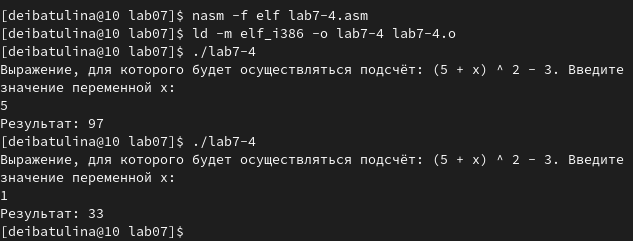 [deibatulina@10 lab07]$ nasm -f elf lab7-4.asm
[deibatulina@10 lab07]$ ld -m elf_i386 -o lab7-4 lab7-4.o
[deibatulina@10 lab07]$ ./lab7-4
Выражение, для которого будет осуществляться подсчёт: (5 + x) ^ 2 - 3. Введите
значение переменной x:
5
Результат: 97
[deibatulina@10 lab07]$ ./lab7-4
Выражение, для которого будет осуществляться подсчёт: (5 + x) ^ 2 - 3. Введите
значение переменной x:
1
Результат: 33
[deibatulina@10 lab07]$